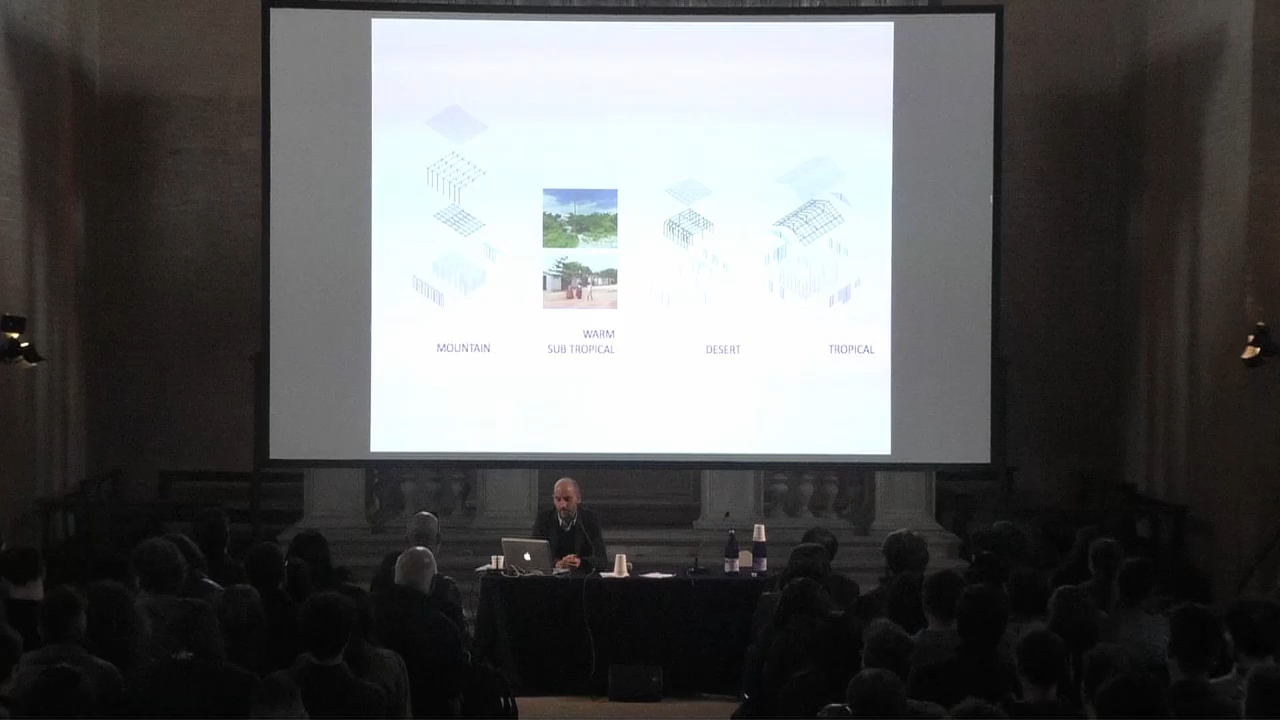 MOUNTAIN
WARM
SUB TROPICAL
DESERT
TROPICAL